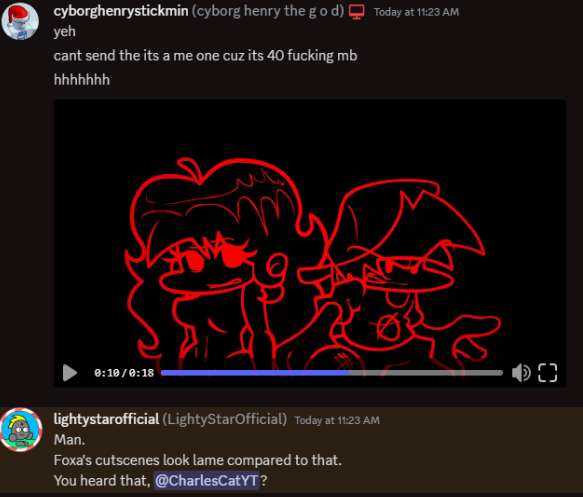 cyborghenrystickmin (cyborg henry the g o d) Today at 11:23 AM
yeh
cant send the its a me one cuz its 40 fucking mb
hhhhhhh
0:10/0:18
lightystarofficial (LightyStarOfficial) Today at 11:23 AM
Man.
Foxa's cutscenes look lame compared to that.
You heard that, @CharlesCatYT?